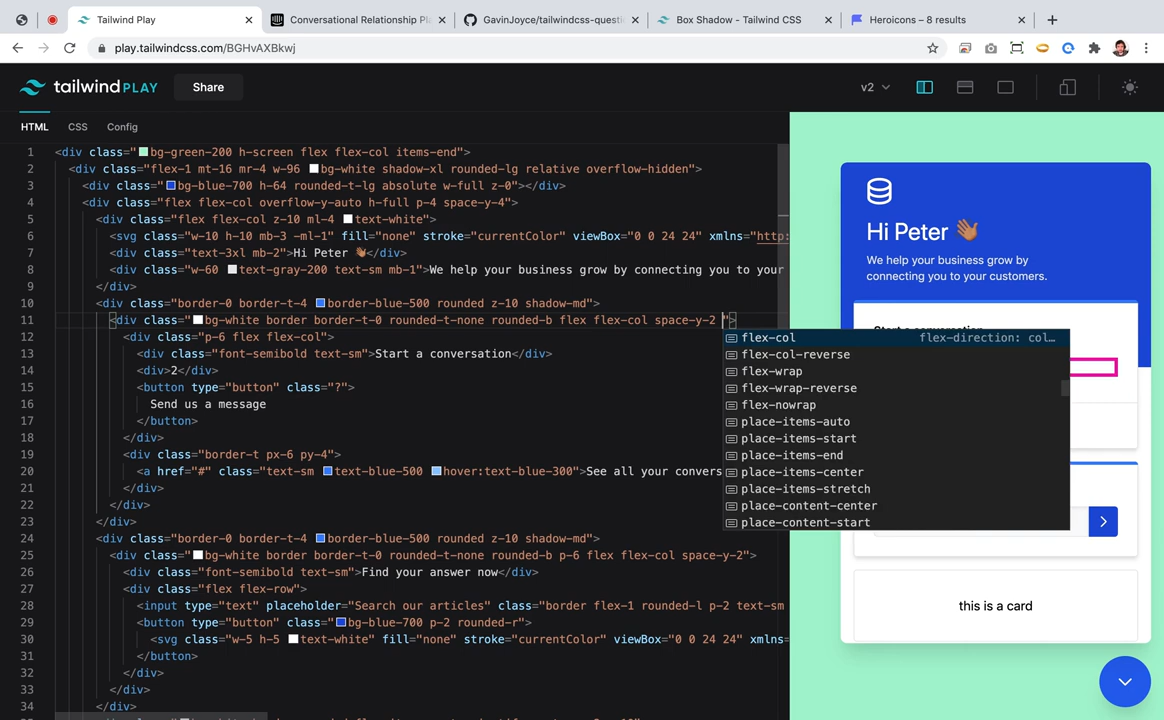 Tailwind Play
Conversational Relationship Pl
GavinJoyce/tailwindcss-questi
Box Shadow - Tailwind CSS
Heroicons – 8 results
play.tailwindcss.com/BGHvAXBkwj
tailwind PLAY
Share
v2
HTML CSS Config
1 <div class="bg-green-200 h-screen flex flex-col items-end">
2 <div class="flex-1 mt-16 mr-4 w-96 bg-white shadow-xl rounded-lg relative overflow-hidden">
3 <div class="bg-blue-700 h-64 rounded-t-lg absolute w-full z-0"></div>
4 <div class="flex flex-col overflow-y-auto h-full p-4 space-y-4">
5 <div class="flex flex-col z-10 ml-4 text-white">
6 <svg class="w-10 h-10 mb-3 -ml-1" fill="none" stroke="currentColor" viewBox="0 0 24 24" xmlns="http:
7 <div class="text-3xl mb-2">Hi Peter 👋🏽</div>
8 <div class="w-60 text-gray-200 text-sm mb-1">We help your business grow by connecting you to your
9 </div>
10 <div class="border-0 border-t-4 border-blue-500 rounded z-10 shadow-md">
11 <div class="bg-white border border-t-0 rounded-t-none rounded-b flex flex-col space-y-2 ">
12 <div class="p-6 flex flex-col">
13 <div class="font-semibold text-sm">Start a conversation</div>
14 <div>2</div>
15 <button type="button" class="?">
16 Send us a message
17 </button>
18 </div>
19 <div class="border-t px-6 py-4">
20 <a href="#" class="text-sm text-blue-500 hover:text-blue-300">See all your convers
21 </div>
22 </div>
23 </div>
24 <div class="border-0 border-t-4 border-blue-500 rounded z-10 shadow-md">
25 <div class="bg-white border border-t-0 rounded-t-none rounded-b p-6 flex flex-col space-y-2">
26 <div class="font-semibold text-sm">Find your answer now</div>
27 <div class="flex flex-row">
28 <input type="text" placeholder="Search our articles" class="border flex-1 rounded-l p-2 text-sm
29 <button type="button" class="bg-blue-700 p-2 rounded-r">
30 <svg class="w-5 h-5 text-white" fill="none" stroke="currentColor" viewBox="0 0 24 24" xmlns=
31 </button>
32 </div>
33 </div>
34 </div>
flex-col flex-direction: col…
flex-col-reverse
flex-wrap
flex-wrap-reverse
flex-nowrap
place-items-auto
place-items-start
place-items-end
place-items-center
place-items-stretch
place-content-center
place-content-start
Hi Peter 👋🏽
We help your business grow by
connecting you to your customers.
Start a conversation
this is a card